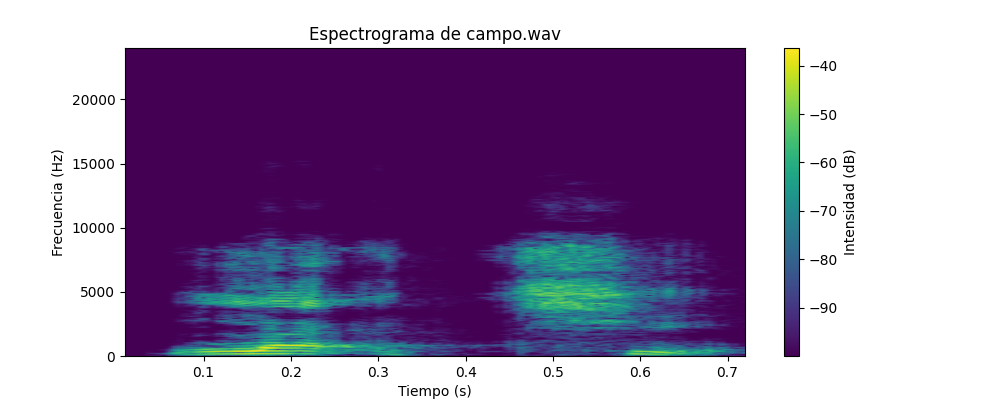 Espectrograma de campo.wav
Frecuencia (Hz)
20000
15000
10000
5000
0
0.1 0.2 0.3 0.4 0.5 0.6 0.7
Tiempo (s)
−40
−50
−60
−70
−80
−90
Intensidad (dB)